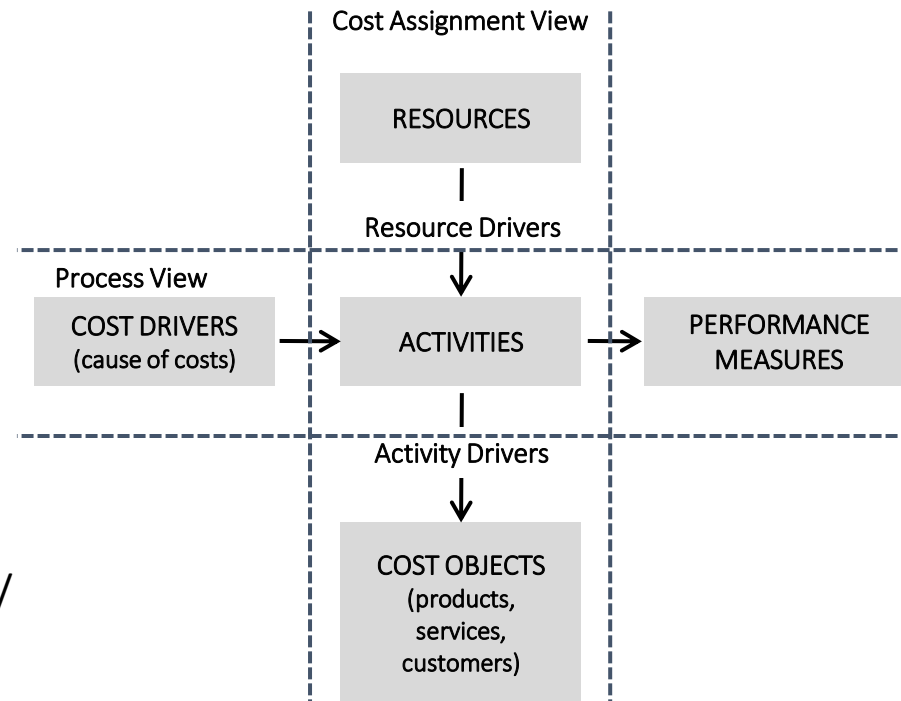 Cost Assignment View
RESOURCES
Resource Drivers
Process View
COST DRIVERS
(cause of costs)
ACTIVITIES
PERFORMANCE
MEASURES
Activity Drivers
COST OBJECTS
(products,
services,
customers)
/